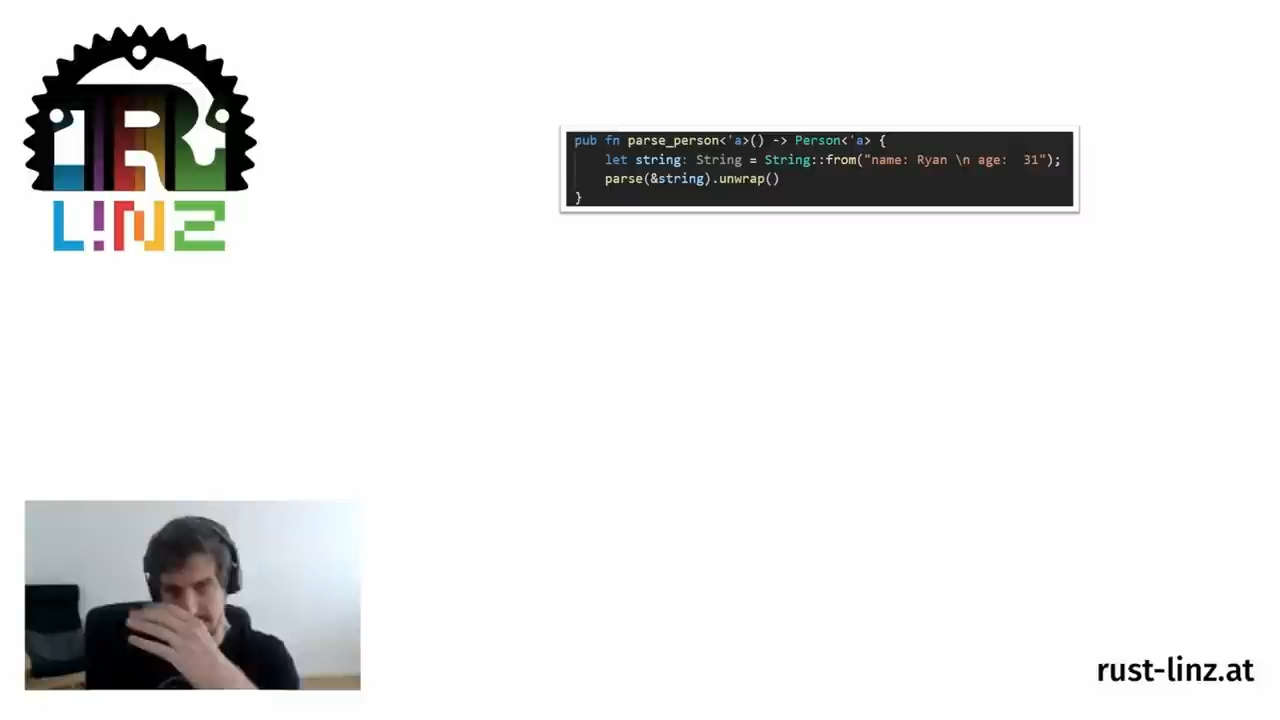 R
L!NZ
pub fn parse_person<'a>() -> Person<'a> {
let string: String = String::from("name: Ryan \n age:  31");
parse(&string).unwrap()
}
rust-linz.at